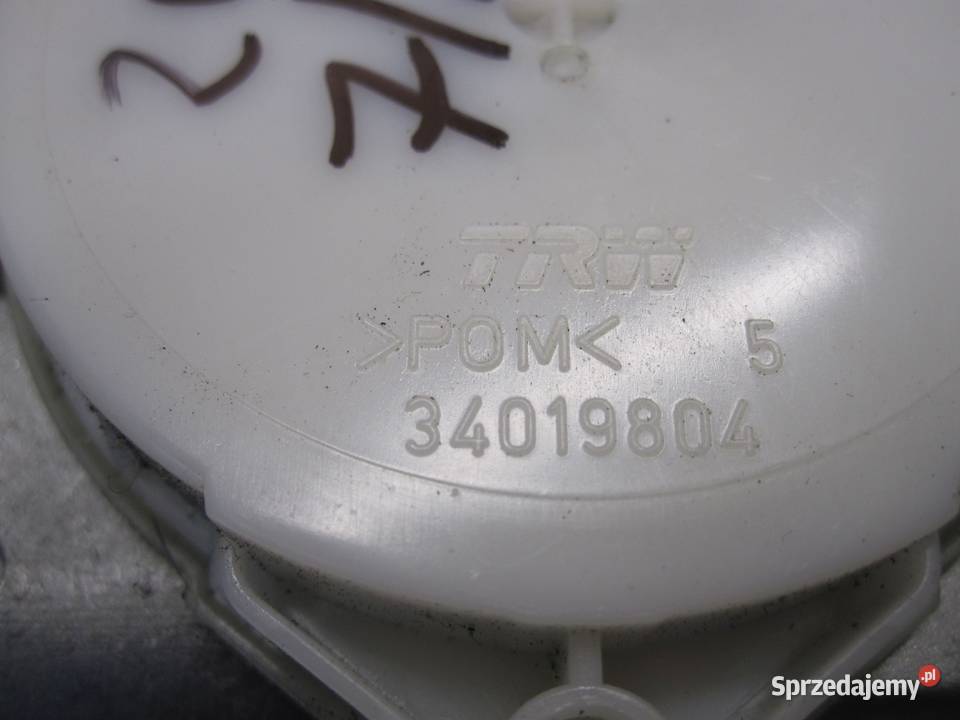 TRW
>POM< 5
34019804
Sprzedajemy.pl